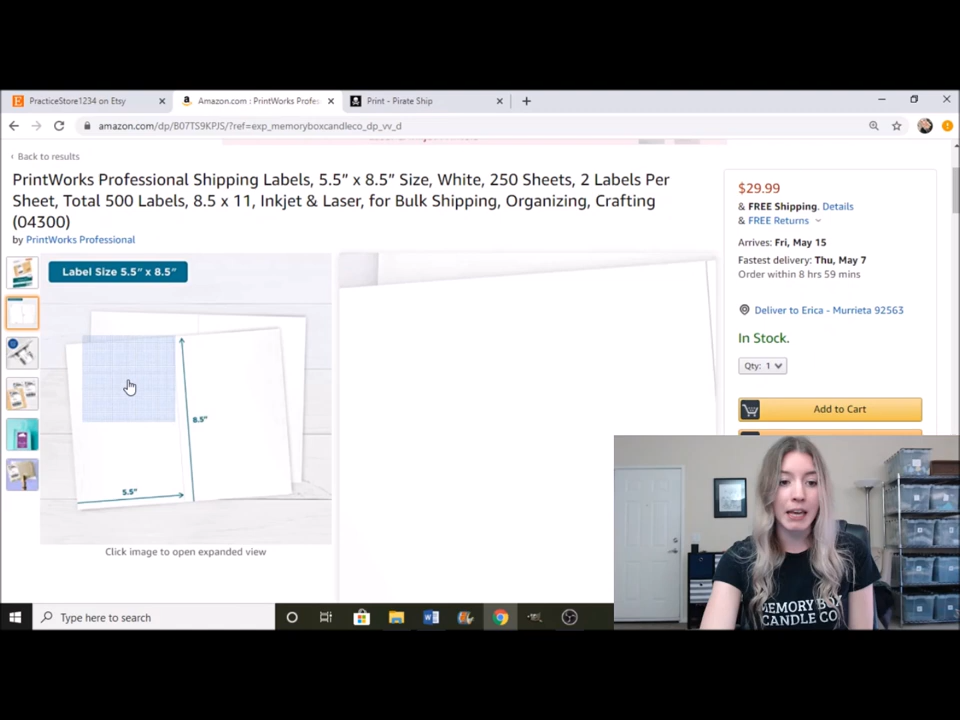 PracticeStore1234 on Etsy
Amazon.com : PrintWorks Profes
Print - Pirate Ship
amazon.com/dp/B07TS9KPJS/?ref=exp_memoryboxcandleco_dp_vv_d
‹ Back to results
PrintWorks Professional Shipping Labels, 5.5” x 8.5” Size, White, 250 Sheets, 2 Labels Per
Sheet, Total 500 Labels, 8.5 x 11, Inkjet & Laser, for Bulk Shipping, Organizing, Crafting
(04300)
by PrintWorks Professional
Label Size 5.5” x 8.5”
8.5”
5.5”
Click image to open expanded view
$29.99
& FREE Shipping. Details
& FREE Returns
Arrives: Fri, May 15
Fastest delivery: Thu, May 7
Order within 8 hrs 59 mins
Deliver to Erica - Murrieta 92563
In Stock.
Qty: 1
Add to Cart
MEMORY BOX
CANDLE CO
Type here to search